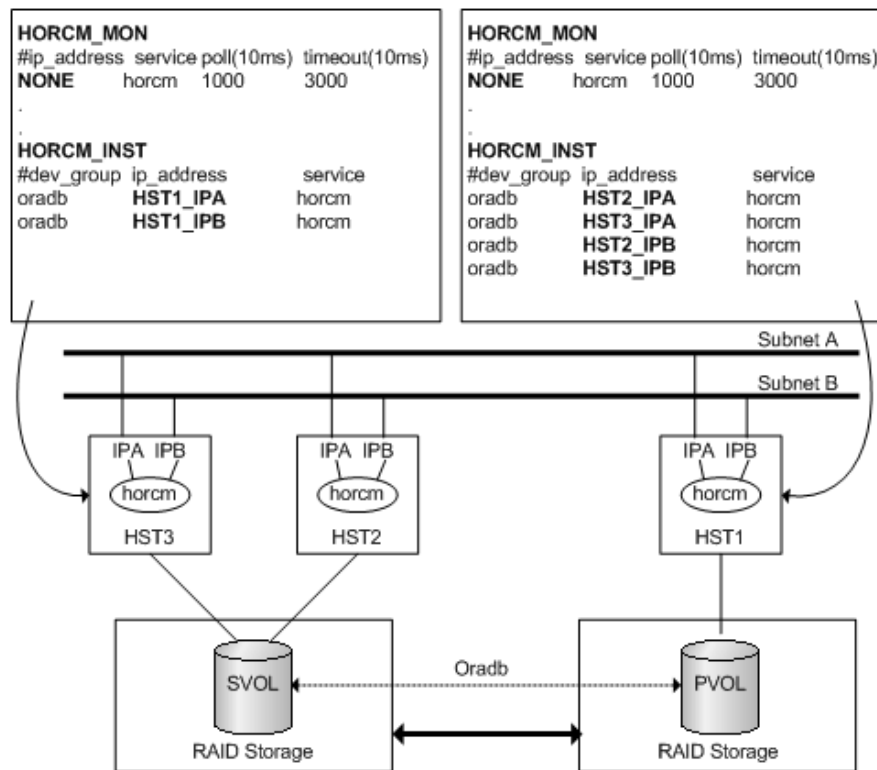 HORCM_MON
#ip_address service poll(10ms) timeout(10ms)
NONE horcm 1000 3000
.
.
HORCM_INST
#dev_group ip_address service
oradb HST1_IPA horcm
oradb HST1_IPB horcm
HORCM_MON
#ip_address service poll(10ms) timeout(10ms)
NONE horcm 1000 3000
.
.
HORCM_INST
#dev_group ip_address service
oradb HST2_IPA horcm
oradb HST3_IPA horcm
oradb HST2_IPB horcm
oradb HST3_IPB horcm
Subnet A
Subnet B
IPA IPB
horcm
HST3
IPA IPB
horcm
HST2
IPA IPB
horcm
HST1
Oradb
SVOL
RAID Storage
PVOL
RAID Storage